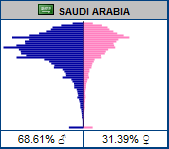 SAUDI ARABIA
68.61% ♂ 31.39% ♀